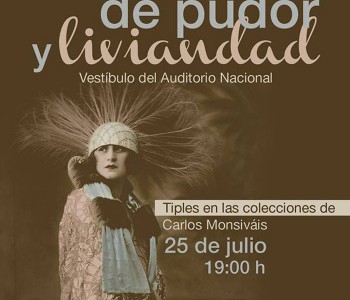 de pudor
y liviandad
Vestíbulo del Auditorio Nacional
Tiples en las colecciones de
Carlos Monsiváis
25 de julio
19:00 h